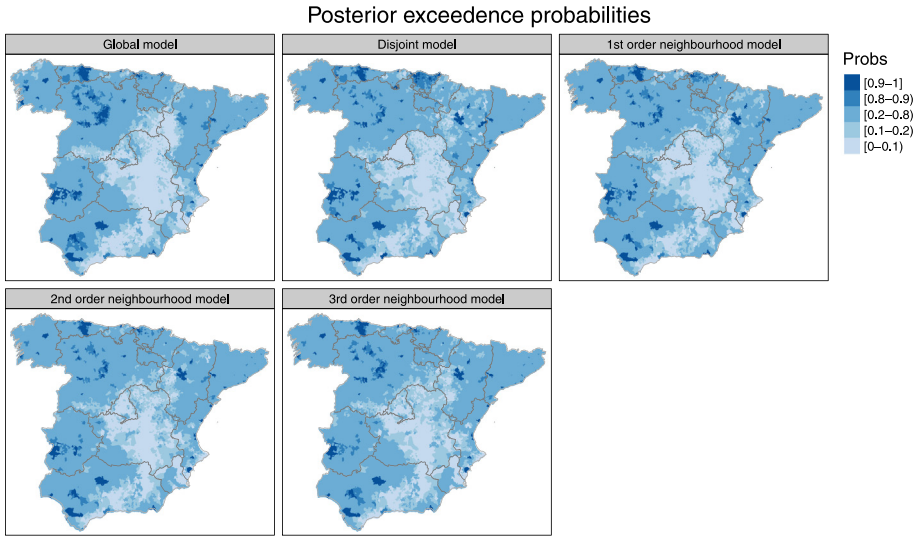 Posterior exceedence probabilities
Global model
Disjoint model
1st order neighbourhood model
Probs
[0.9−1]
[0.8−0.9)
[0.2−0.8)
[0.1−0.2)
[0−0.1)
2nd order neighbourhood model
3rd order neighbourhood model